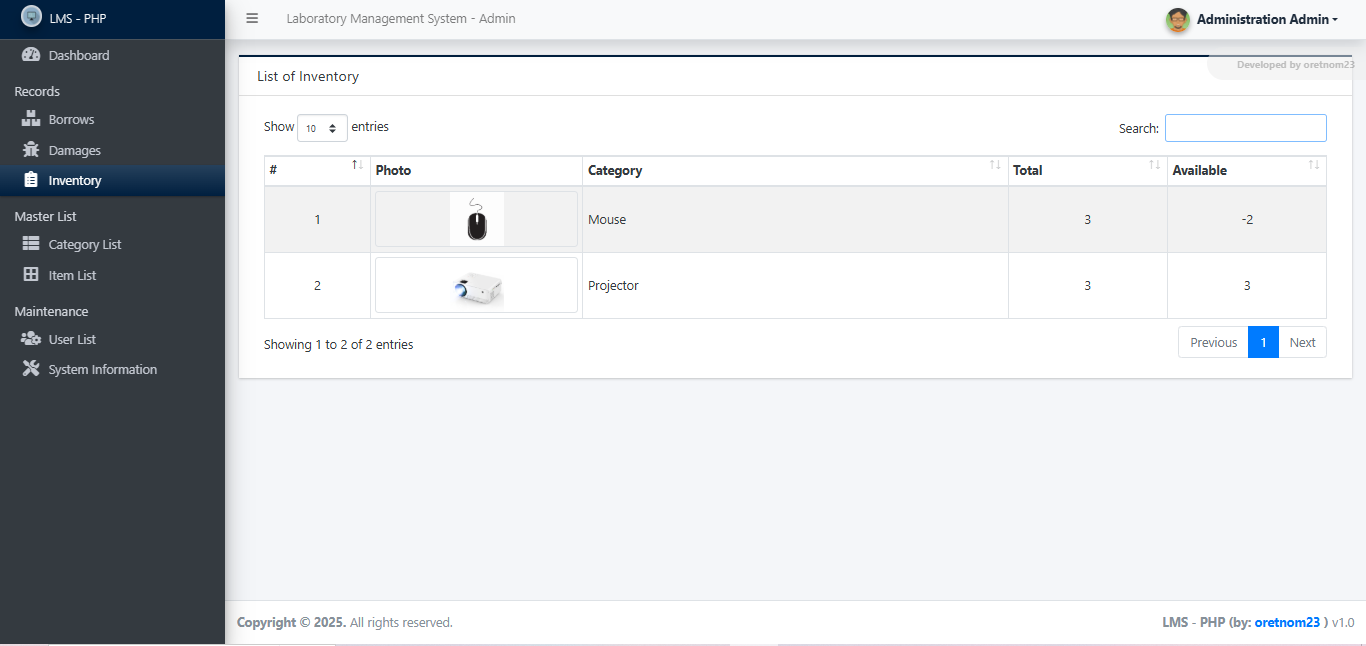 LMS - PHP
Laboratory Management System - Admin
Administration Admin
Dashboard
Records
Borrows
Damages
Inventory
Master List
Category List
Item List
Maintenance
User List
System Information
Developed by oretnom23
List of Inventory
Show 10 entries
Search:
# Photo Category Total Available
1 Mouse 3 -2
2 Projector 3 3
Showing 1 to 2 of 2 entries
Previous 1 Next
Copyright © 2025. All rights reserved.
LMS - PHP (by: oretnom23 ) v1.0